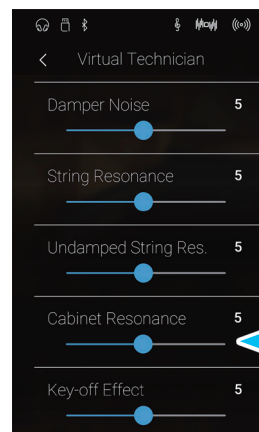 Virtual Technician
Damper Noise 5
String Resonance 5
Undamped String Res. 5
Cabinet Resonance 5
Key-off Effect 5